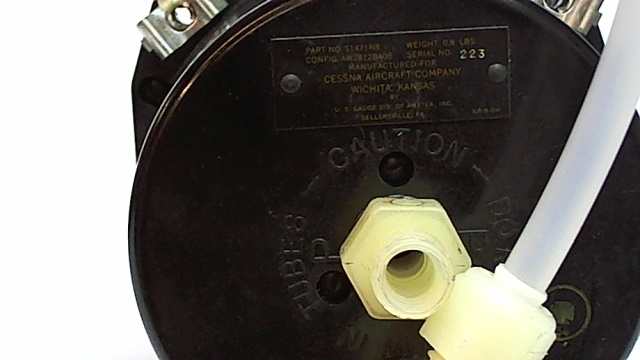 PART NO. S1471N8 WEIGHT 0.6 LBS.
CONFIG. SERIAL NO. 223
MANUFACTURED FOR
CESSNA AIRCRAFT COMPANY
WICHITA, KANSAS
BY
U. S. GAUGE DIV. OF AMETEK, INC.
SELLERSVILLE, PA.
CAUTION
TUBES
P